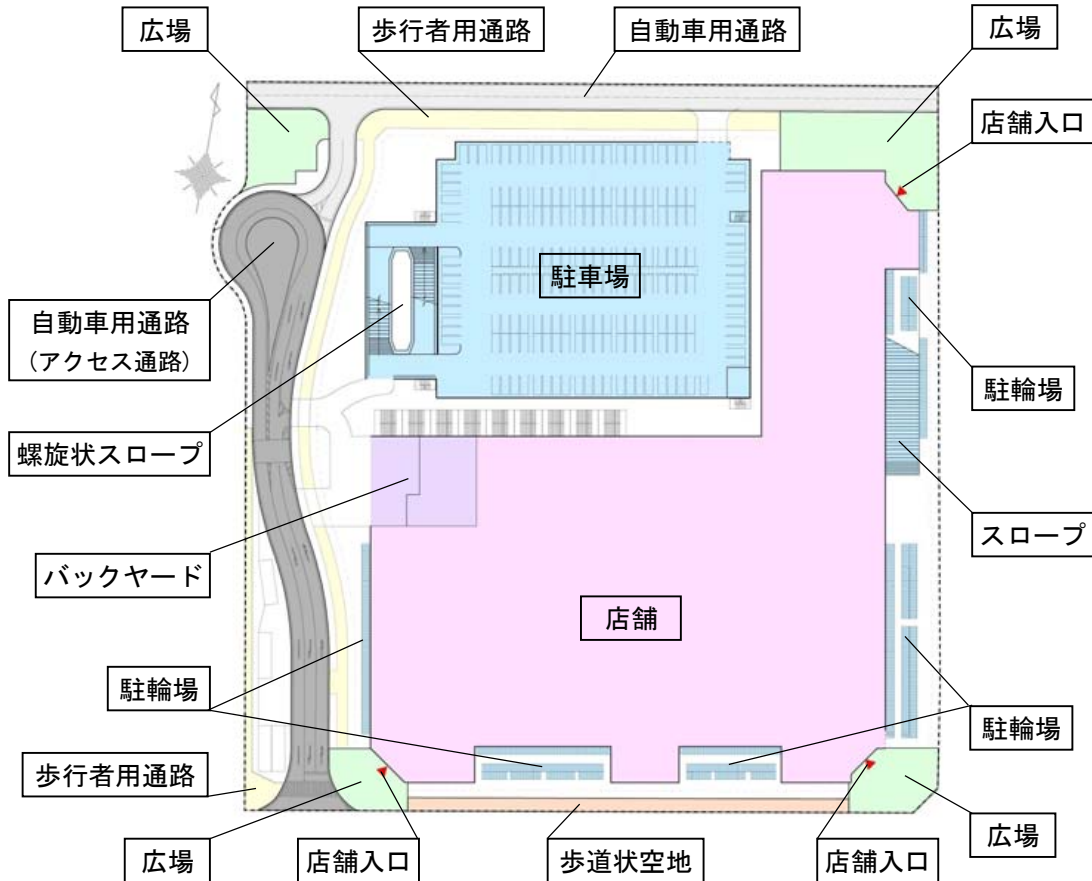 広場
歩行者用通路
自動車用通路
広場
店舗入口
駐車場
自動車用通路
（アクセス通路）
駐輪場
螺旋状スロープ
スロープ
バックヤード
店舗
駐輪場
駐輪場
歩行者用通路
広場
店舗入口
歩道状空地
店舗入口
広場